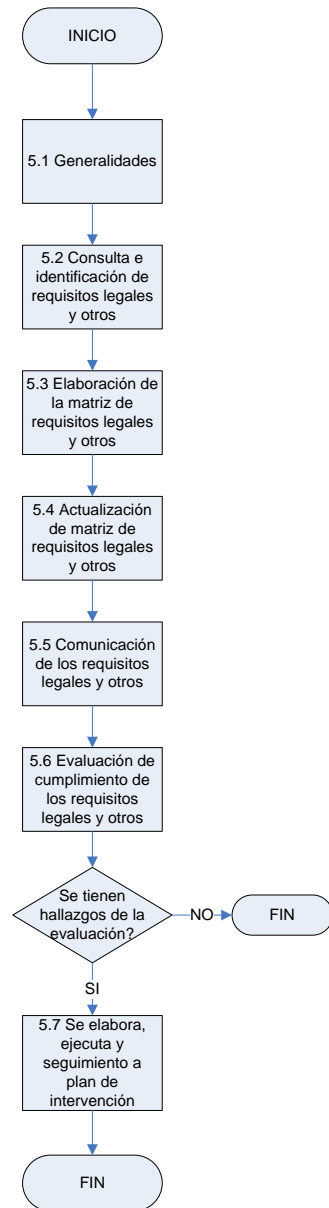 INICIO
5.1 Generalidades
5.2 Consulta e
identificación de
requisitos legales
y otros
5.3 Elaboración de
la matriz de
requisitos legales
y otros
5.4 Actualización
de matriz de
requisitos legales
y otros
5.5 Comunicación
de los requisitos
legales y otros
5.6 Evaluación de
cumplimiento de
los requisitos
legales y otros
Se tienen
hallazgos de la
evaluación?
NO
FIN
SI
5.7 Se elabora,
ejecuta y
seguimiento a
plan de
intervención
FIN